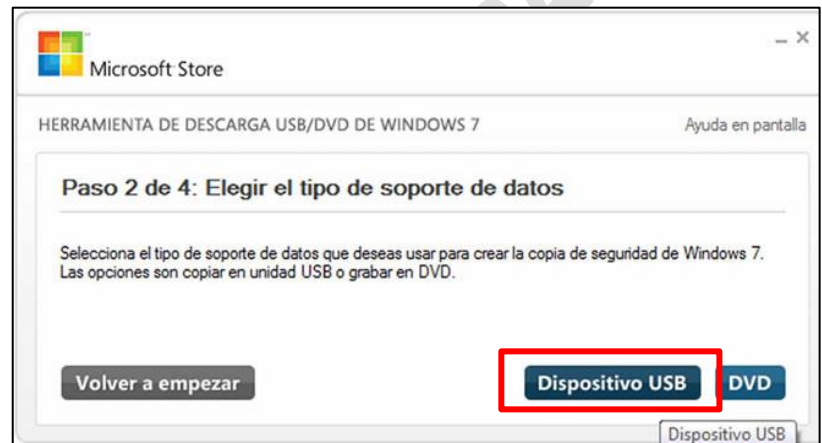 Microsoft Store
HERRAMIENTA DE DESCARGA USB/DVD DE WINDOWS 7
Ayuda en pantalla
Paso 2 de 4: Elegir el tipo de soporte de datos
Selecciona el tipo de soporte de datos que deseas usar para crear la copia de seguridad de Windows 7.
Las opciones son copiar en unidad USB o grabar en DVD.
Volver a empezar
Dispositivo USB
DVD
Dispositivo USB